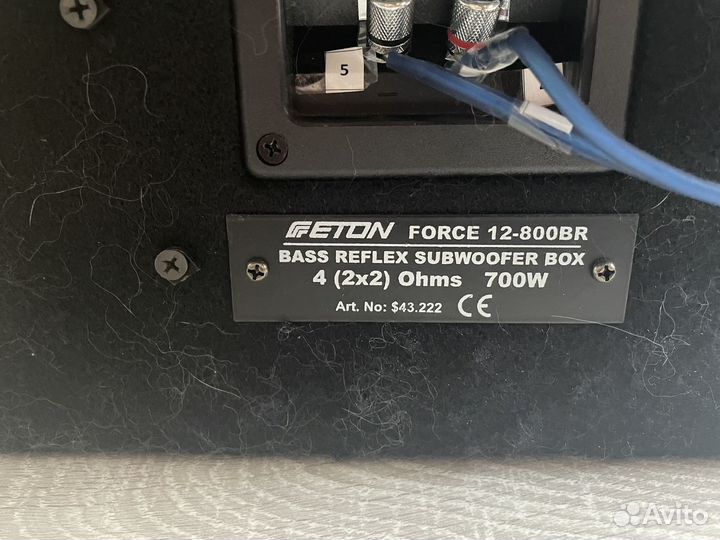 5
ETON FORCE 12-800BR
BASS REFLEX SUBWOOFER BOX
4 (2x2) Ohms 700W
Art. No: $43.222 CE
Avito